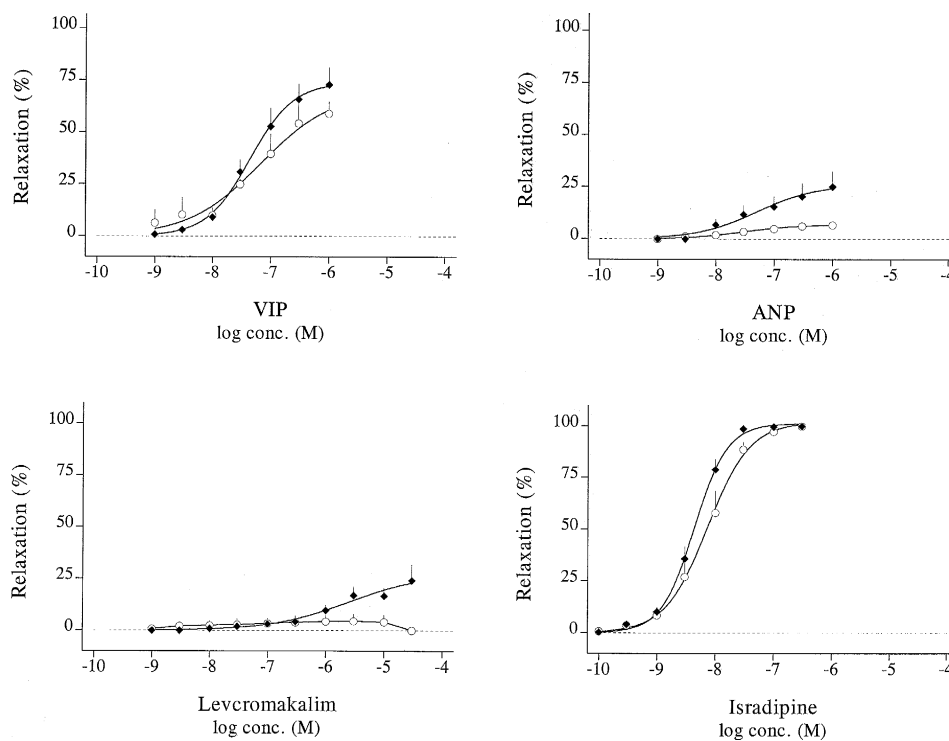 100
75
50
25
0
Relaxation (%)
-10 -9 -8 -7 -6 -5 -4
VIP
log conc. (M)
100
75
50
25
0
Relaxation (%)
-10 -9 -8 -7 -6 -5 -4
ANP
log conc. (M)
100
75
50
25
0
Relaxation (%)
-10 -9 -8 -7 -6 -5 -4
Levcromakalim
log conc. (M)
100
75
50
25
0
Relaxation (%)
-10 -9 -8 -7 -6 -5 -4
Isradipine
log conc. (M)